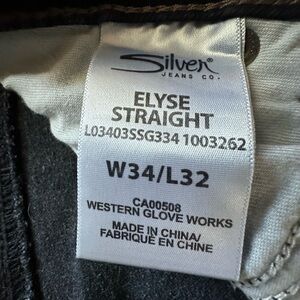 Silver
JEANS CO.
ELYSE
STRAIGHT
L03403SSG334 1003262
W34/L32
CA00508
WESTERN GLOVE WORKS
MADE IN CHINA/
FABRIQUÉ EN CHINE